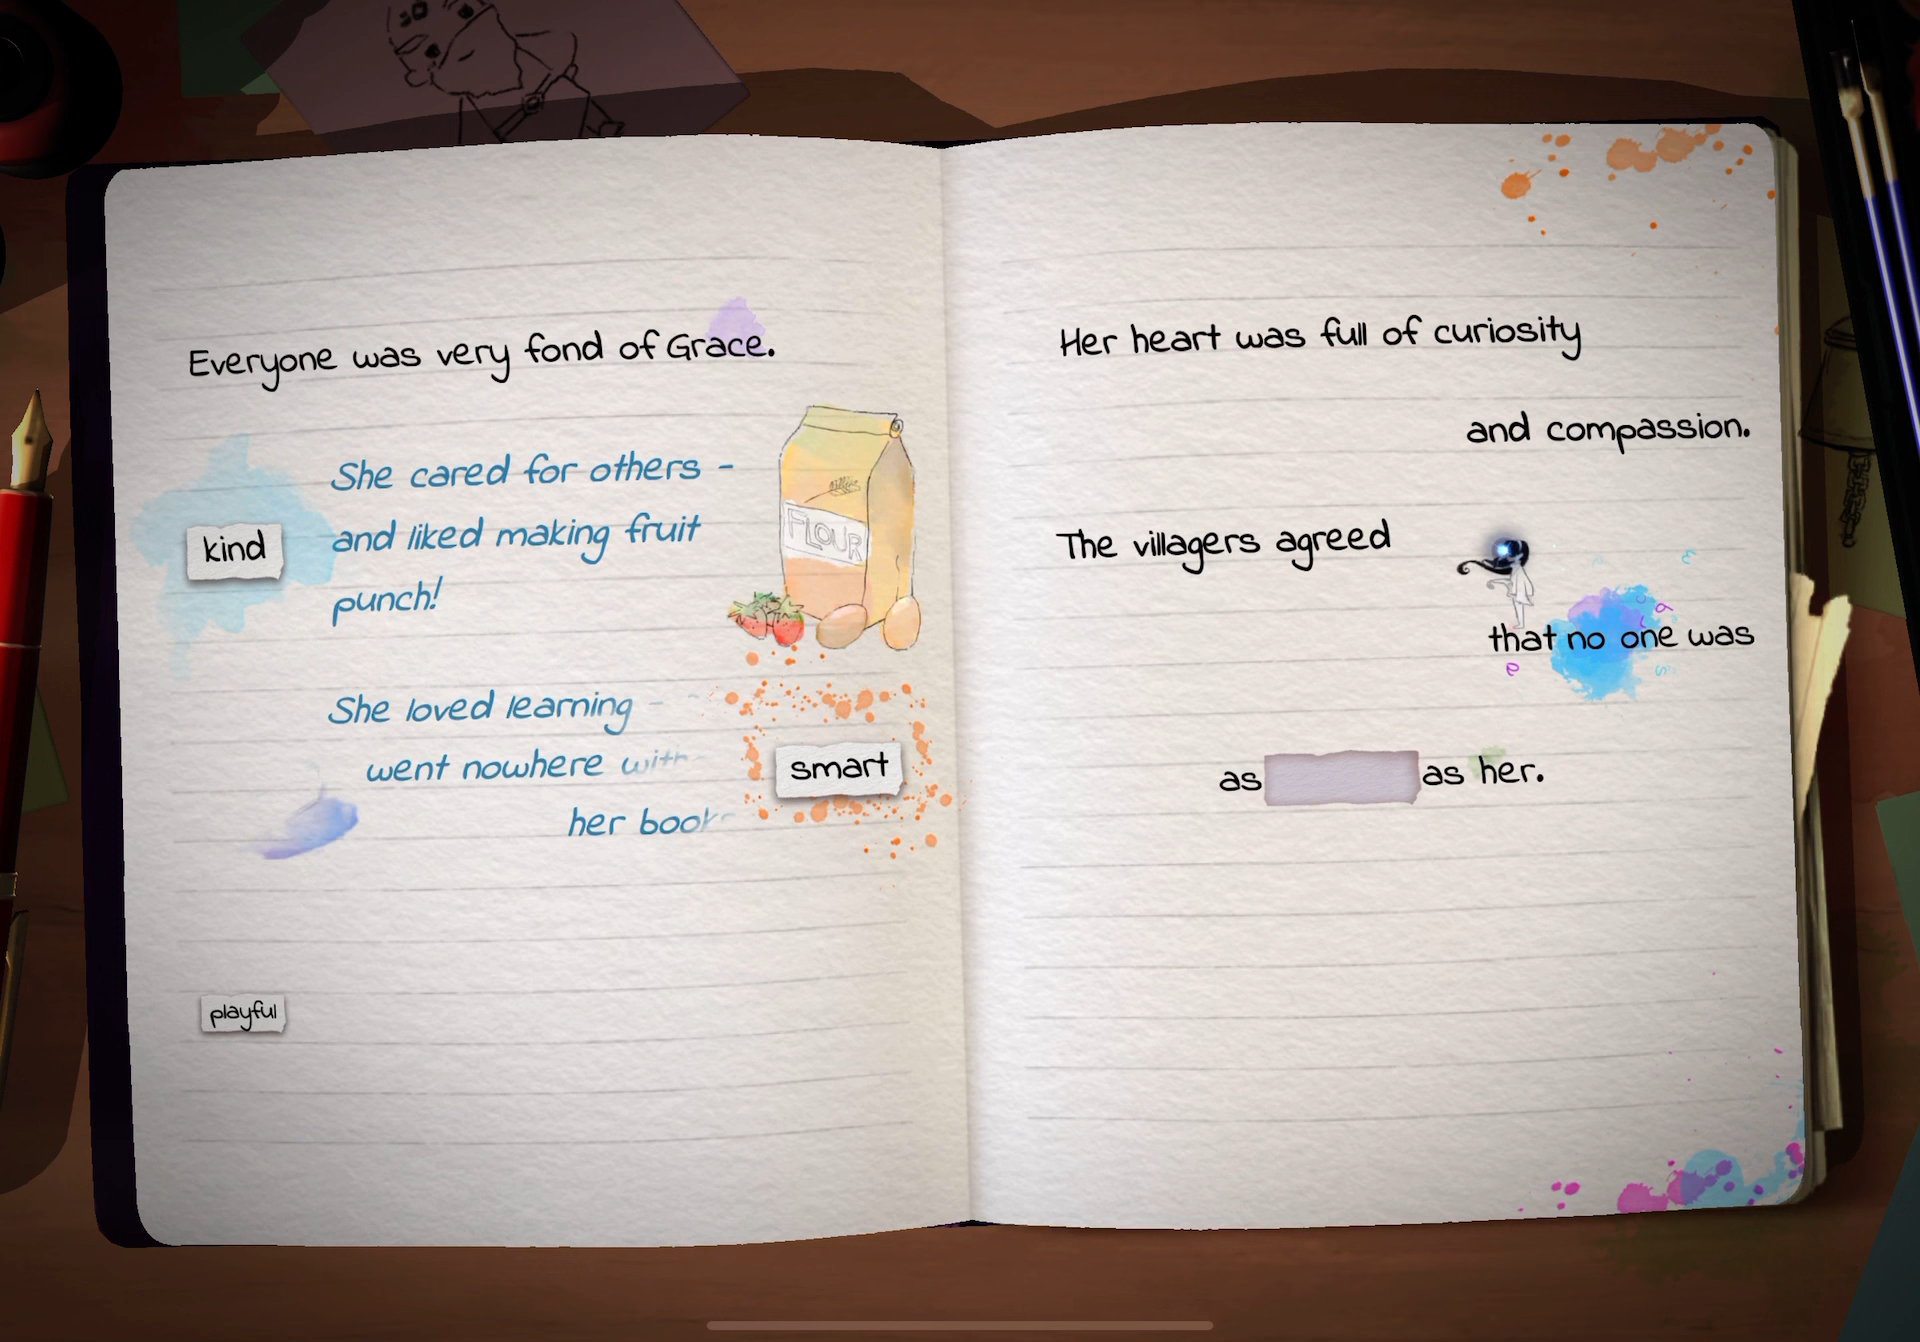 Everyone was very fond of Grace.
She cared for others -
kind
and liked making fruit
punch!
FLOUR
She loved learning -
went nowhere with
smart
her book
playful
Her heart was full of curiosity
and compassion.
The villagers agreed
that no one was
as
as her.